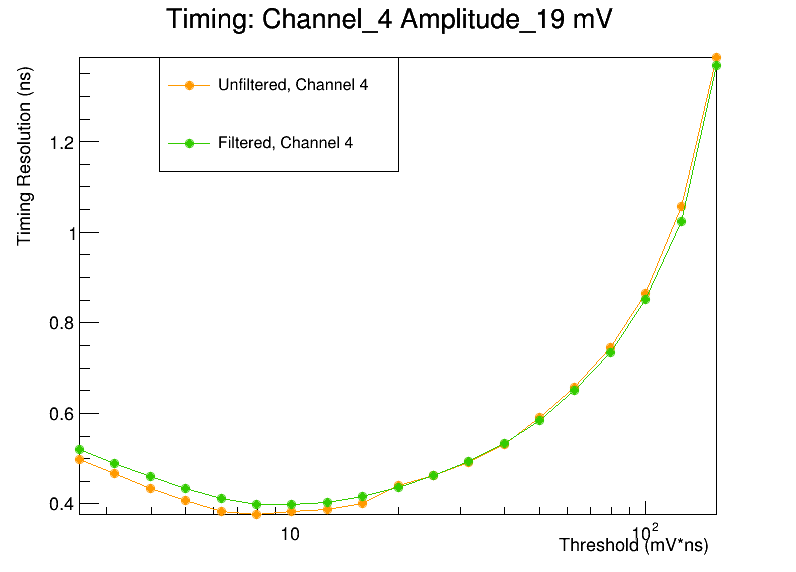 Timing: Channel_4 Amplitude_19 mV
Timing Resolution (ns)
Unfiltered, Channel 4
Filtered, Channel 4
1.2
1
0.8
0.6
0.4
10
10²
Threshold (mV*ns)